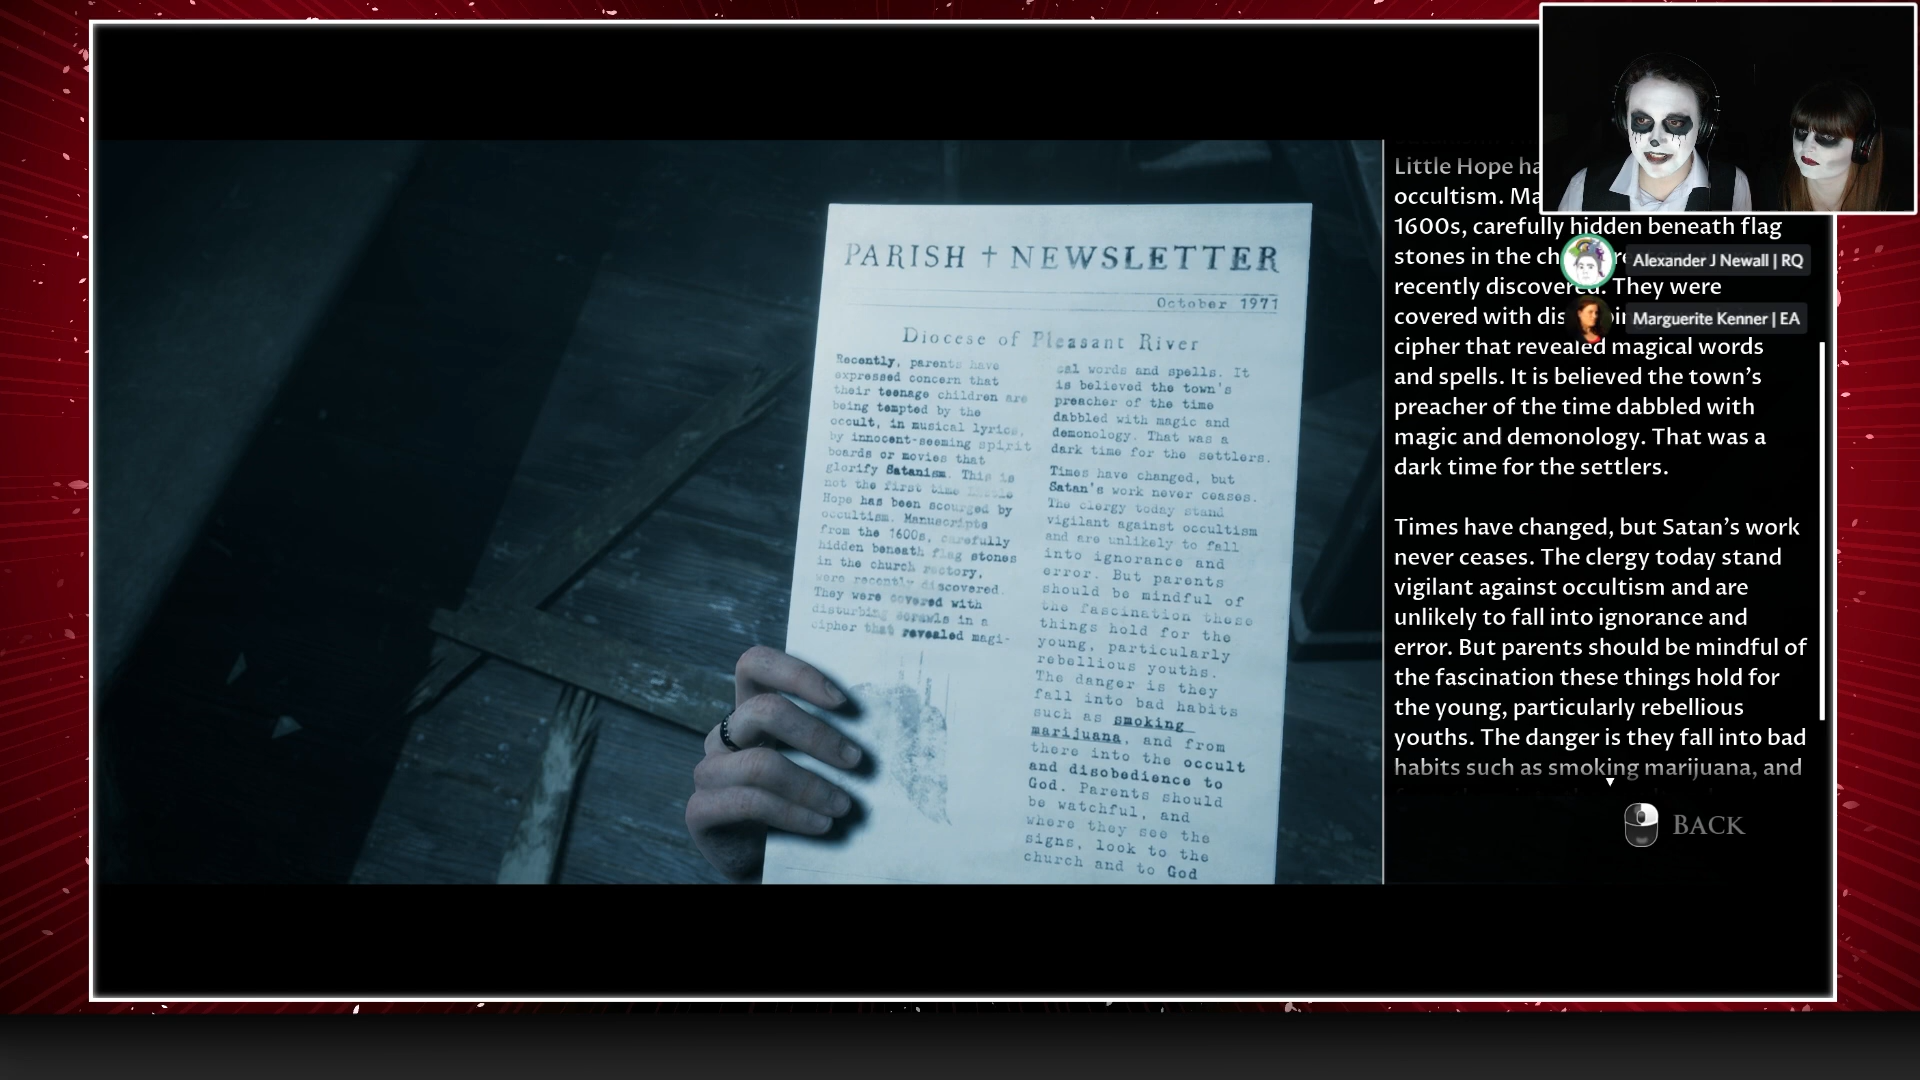 PARISH † NEWSLETTER
October 1971
Diocese of Pleasant River
Recently, parents have
expressed concern that
their teenage children are
being tempted by the
occult, in musical lyrics,
by innocent-seeming spirit
boards or movies that
glorify Satanism. This is
not the first time Little
Hope has been scourged by
occultism. Manuscripts
from the 1600s, carefully
hidden beneath flag stones
in the church rectory,
were recently discovered.
They were covered with
disturbing scrawls in a
cipher that revealed magi-
cal words and spells. It
is believed the town's
preacher of the time
dabbled with magic and
demonology. That was a
dark time for the settlers.
Times have changed, but
Satan's work never ceases.
The clergy today stand
vigilant against occultism
and are unlikely to fall
into ignorance and
error. But parents
should be mindful of
the fascination these
things hold for the
young, particularly
rebellious youths.
The danger is they
fall into bad habits
such as smoking
marijuana, and from
there into the occult
and disobedience to
God. Parents should
be watchful, and
where they see the
signs, look to the
church and to God
Little Hope ha
occultism. Ma
1600s, carefully hidden beneath flag
stones in the ch re
recently discovered. They were
covered with dis
cipher that revealed magical words
and spells. It is believed the town's
preacher of the time dabbled with
magic and demonology. That was a
dark time for the settlers.
Times have changed, but Satan's work
never ceases. The clergy today stand
vigilant against occultism and are
unlikely to fall into ignorance and
error. But parents should be mindful of
the fascination these things hold for
the young, particularly rebellious
youths. The danger is they fall into bad
habits such as smoking marijuana, and
Alexander J Newall | RQ
Marguerite Kenner | EA
BACK